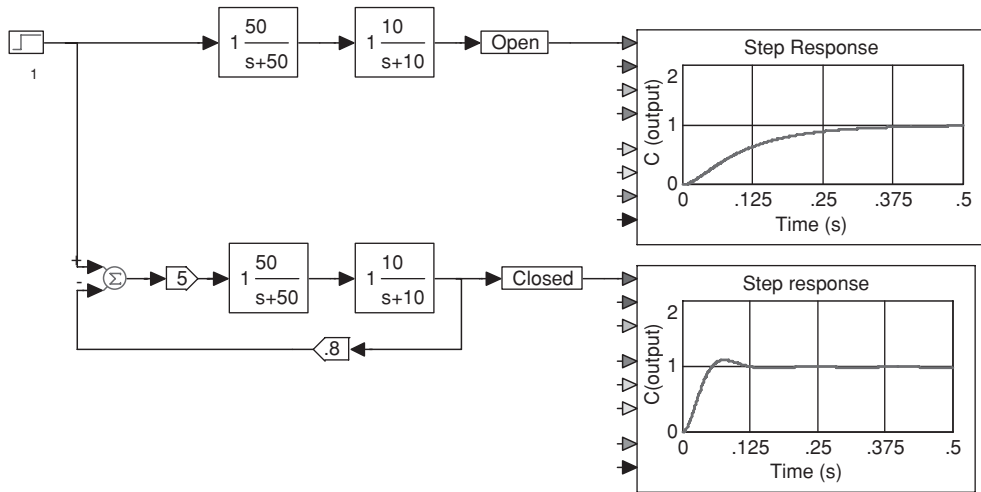 1
1 50 s+50
1 10 s+10
Open
Step Response
C (output)
2
1
0
0 .125 .25 .375 .5
Time (s)
+
-
Σ
5
1 50 s+50
1 10 s+10
Closed
.8
Step response
C(output)
2
1
0
0 .125 .25 .375 .5
Time (s)